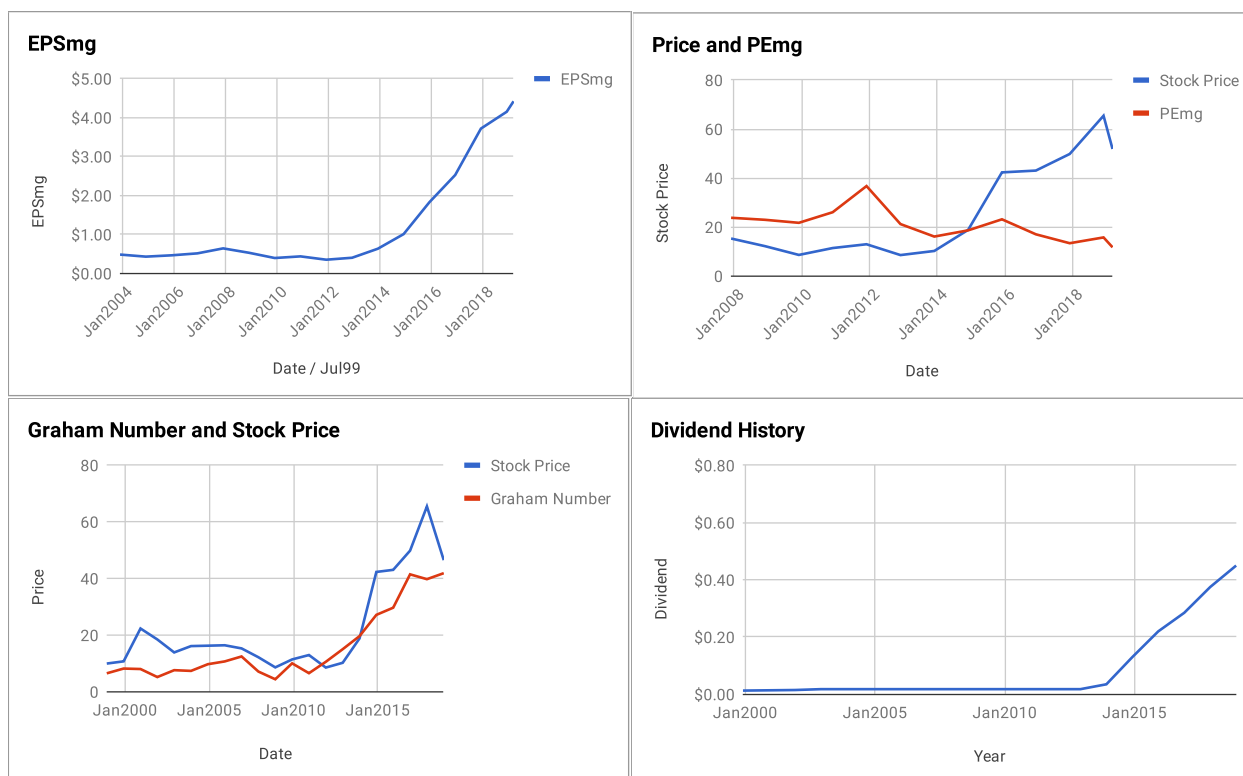 EPSmg
$5.00
$4.00
$3.00
$2.00
$1.00
$0.00
EPSmg
EPSmg
Jan2004
Jan2006
Jan2008
Jan2010
Jan2012
Jan2014
Jan2016
Jan2018
Date / Jul99
Price and PEmg
80
60
40
20
0
Stock Price
Stock Price
PEmg
Jan2008
Jan2010
Jan2012
Jan2014
Jan2016
Jan2018
Date
Graham Number and Stock Price
80
60
40
20
0
Price
Stock Price
Graham Number
Jan2000 Jan2005 Jan2010 Jan2015
Date
Dividend History
$0.80
$0.60
$0.40
$0.20
$0.00
Dividend
Jan2000 Jan2005 Jan2010 Jan2015
Year